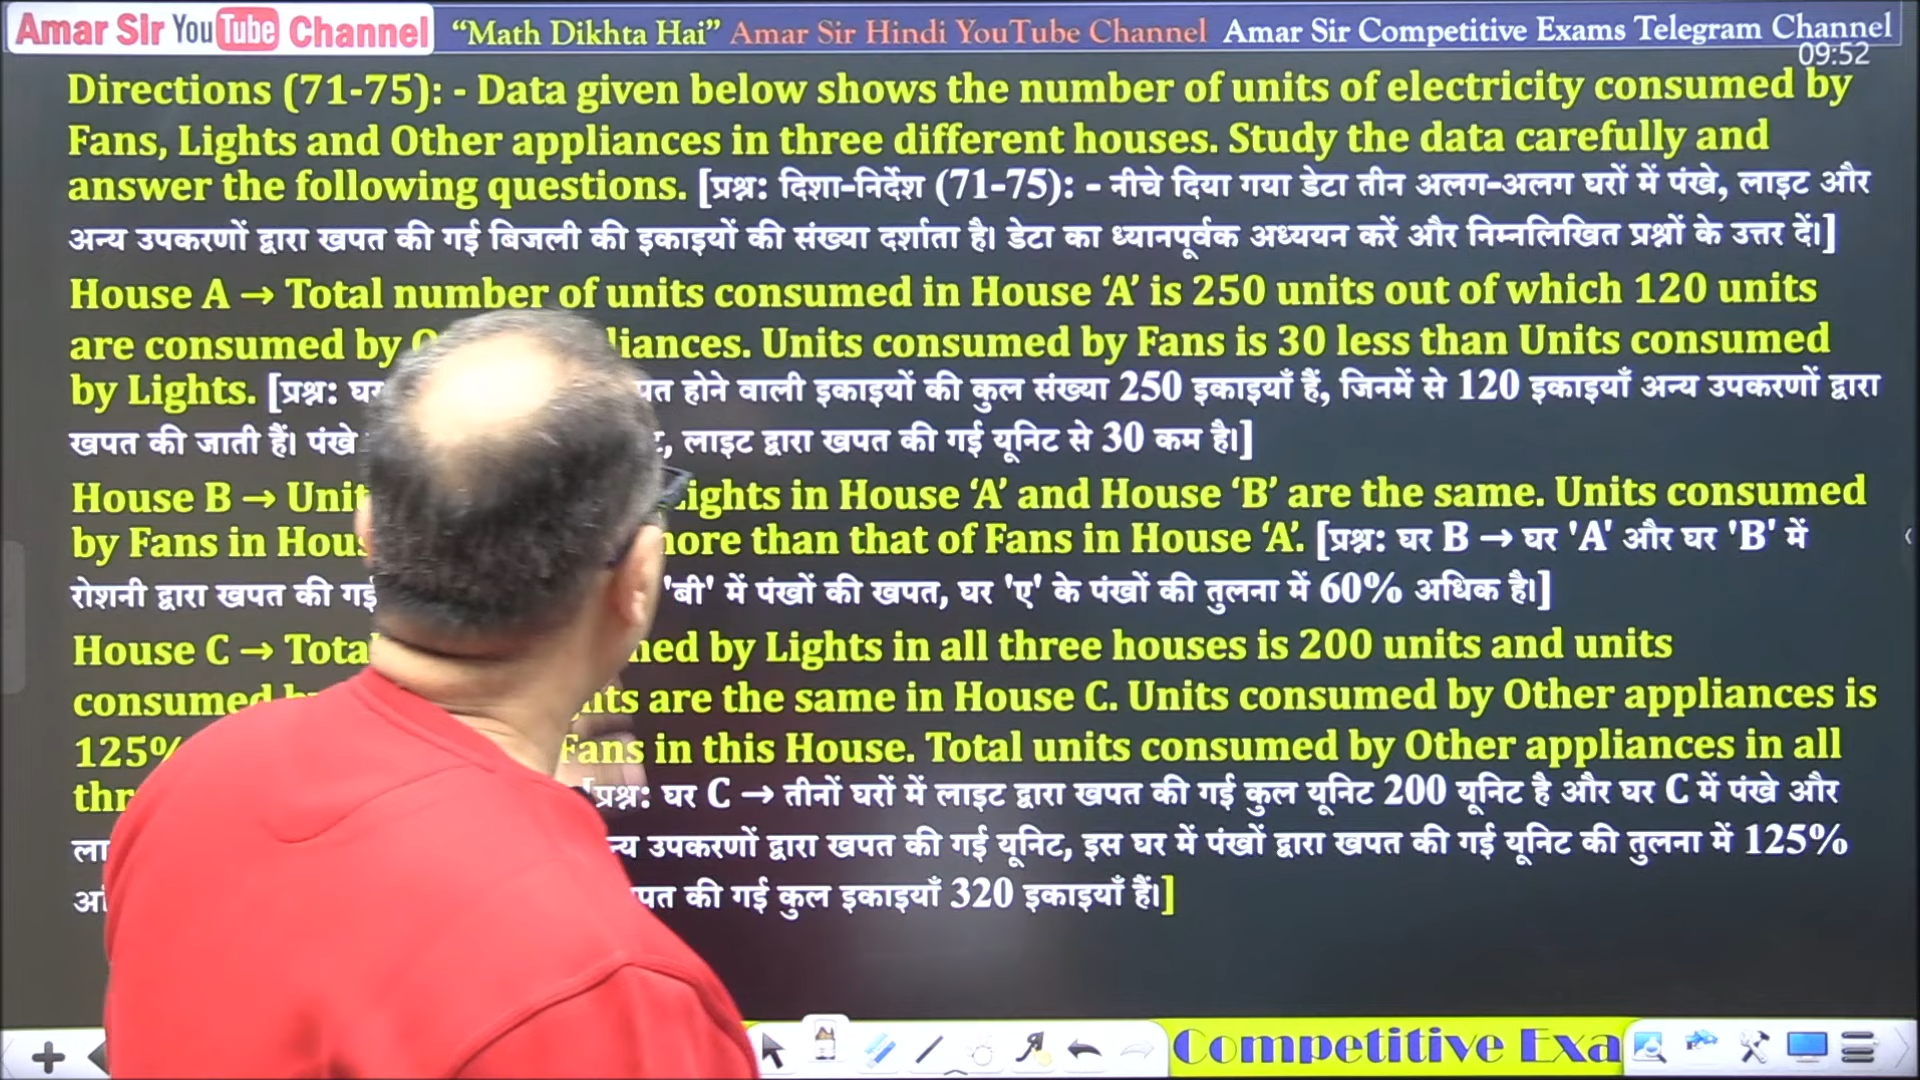 Amar Sir YouTube Channel "Math Dikhta Hai" Amar Sir Hindi YouTube Channel Amar Sir Competitive Exams Telegram Channel
09:52
Directions (71-75): - Data given below shows the number of units of electricity consumed by
Fans, Lights and Other appliances in three different houses. Study the data carefully and
answer the following questions. [प्रश्न: दिशा-निर्देश (71-75): - नीचे दिया गया डेटा तीन अलग-अलग घरों में पंखे, लाइट और
अन्य उपकरणों द्वारा खपत की गई बिजली की इकाइयों की संख्या दर्शाता है। डेटा का ध्यानपूर्वक अध्ययन करें और निम्नलिखित प्रश्नों के उत्तर दें।]
House A → Total number of units consumed in House 'A' is 250 units out of which 120 units
are consumed by liances. Units consumed by Fans is 30 less than Units consumed
by Lights. [प्रश्न: घर पत होने वाली इकाइयों की कुल संख्या 250 इकाइयाँ हैं, जिनमें से 120 इकाइयाँ अन्य उपकरणों द्वारा
खपत की जाती हैं। पंखे , लाइट द्वारा खपत की गई यूनिट से 30 कम है।]
House B → Unit Lights in House 'A' and House 'B' are the same. Units consumed
by Fans in Hous more than that of Fans in House 'A'. [प्रश्न: घर B → घर 'A' और घर 'B' में
रोशनी द्वारा खपत की गई 'बी' में पंखों की खपत, घर 'ए' के पंखों की तुलना में 60% अधिक है।]
House C → Tota ned by Lights in all three houses is 200 units and units
consumed hts are the same in House C. Units consumed by Other appliances is
125% Fans in this House. Total units consumed by Other appliances in all
thr [प्रश्न: घर C → तीनों घरों में लाइट द्वारा खपत की गई कुल यूनिट 200 यूनिट है और घर C में पंखे और
ला न्य उपकरणों द्वारा खपत की गई यूनिट, इस घर में पंखों द्वारा खपत की गई यूनिट की तुलना में 125%
पत की गई कुल इकाइयाँ 320 इकाइयाँ हैं।]
Competitive Exa